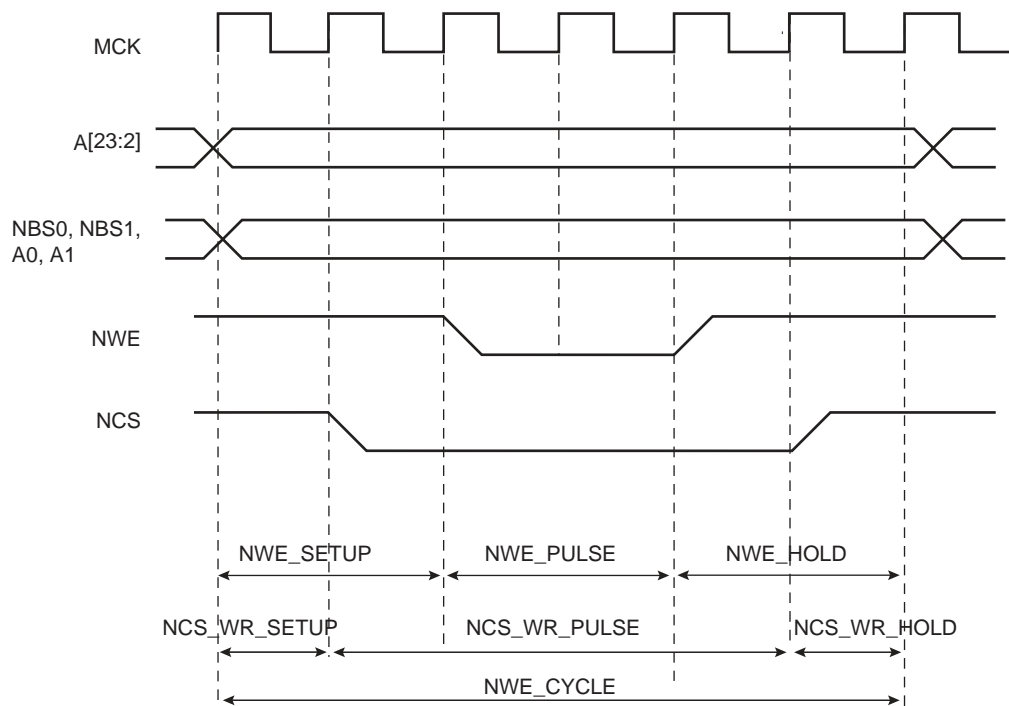 MCK
A[23:2]
NBS0, NBS1,
A0, A1
NWE
NCS
NWE_SETUP
NWE_PULSE
NWE_HOLD
NCS_WR_SETUP
NCS_WR_PULSE
NCS_WR_HOLD
NWE_CYCLE